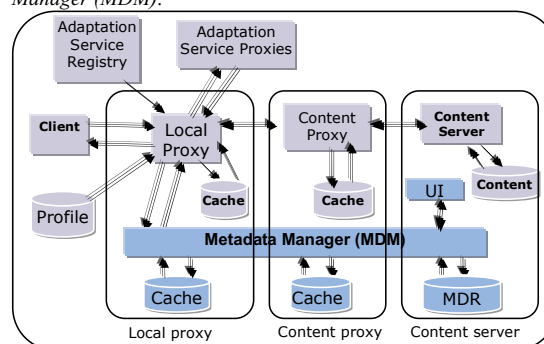 Manager (MDM).
Adaptation
Service
Registry
Adaptation
Service Proxies
Client
Local
Proxy
Content
Proxy
Content
Server
Profile
Cache
Cache
Content
UI
Metadata Manager (MDM)
Cache
Cache
MDR
Local proxy
Content proxy
Content server